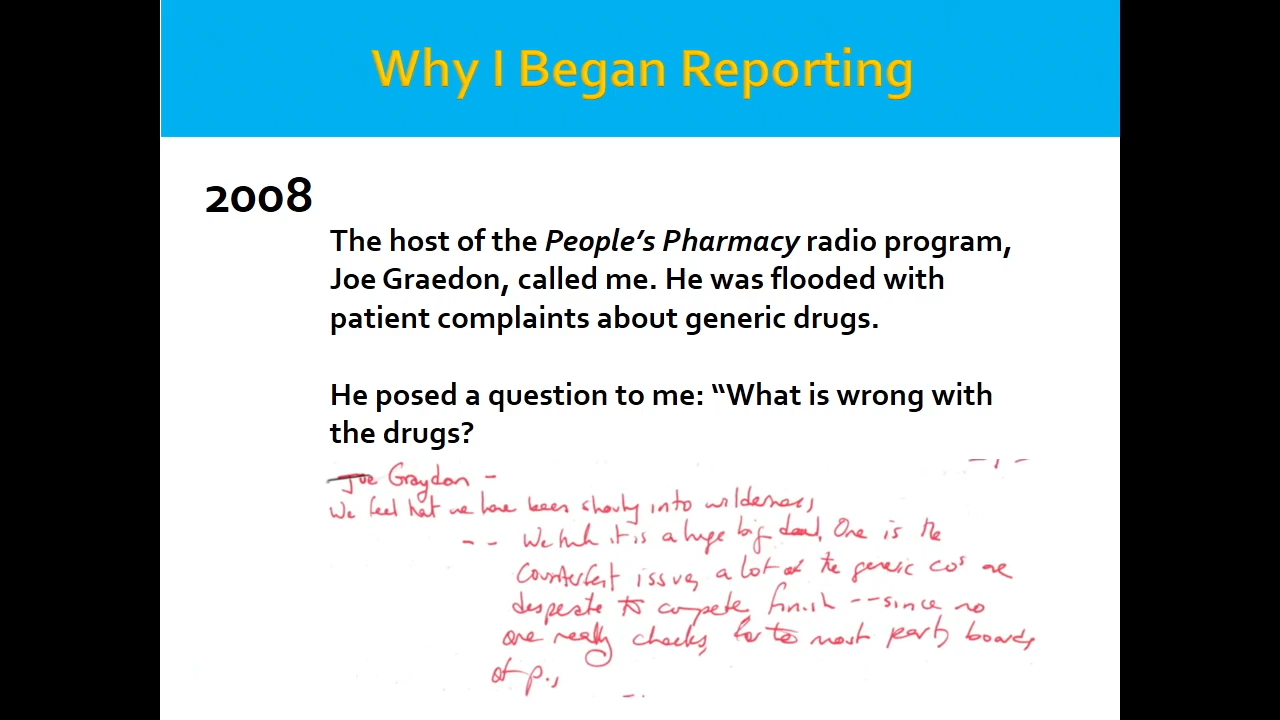 Why I Began Reporting
2008
The host of the People's Pharmacy radio program,
Joe Graedon, called me. He was flooded with
patient complaints about generic drugs.
He posed a question to me: “What is wrong with
the drugs?
Joe Graydon -
We feel that we have been shouting into wilderness,
-- We think it is a huge big deal. One is the
counterfeit issue, a lot of the generic cos are
desperate to compete, finish -- since no
one really checks, for the most part, boards
of p.,